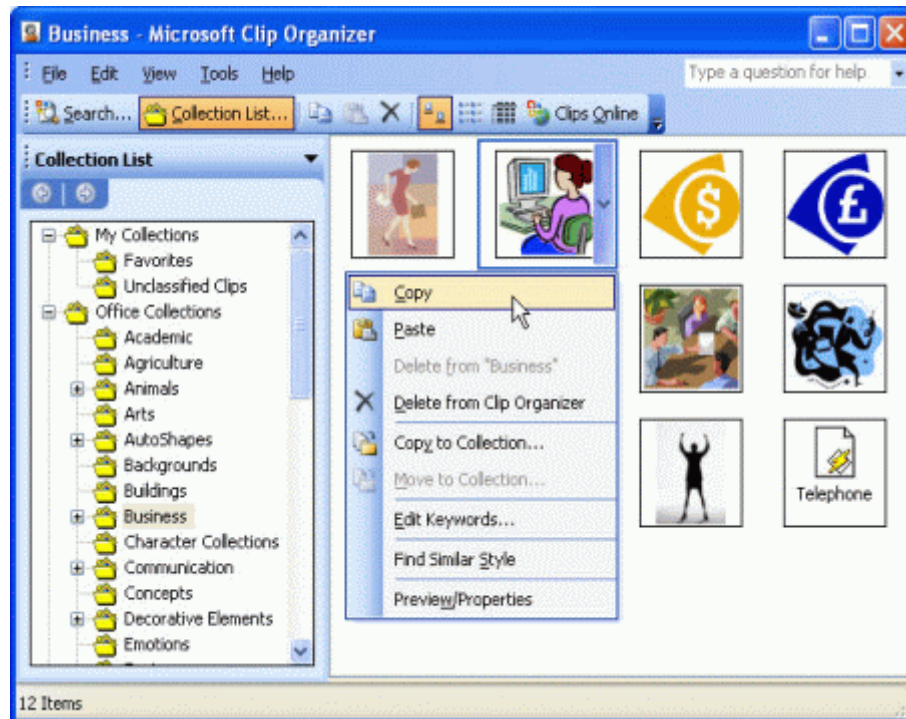 Business - Microsoft Clip Organizer
File Edit View Tools Help
Type a question for help
Search... Collection List... Clips Online
Collection List
My Collections
Favorites
Unclassified Clips
Office Collections
Academic
Agriculture
Animals
Arts
AutoShapes
Backgrounds
Buildings
Business
Character Collections
Communication
Concepts
Decorative Elements
Emotions
$
£
Copy
Paste
Delete from "Business"
Delete from Clip Organizer
Copy to Collection...
Move to Collection...
Edit Keywords...
Find Similar Style
Preview/Properties
Telephone
12 Items